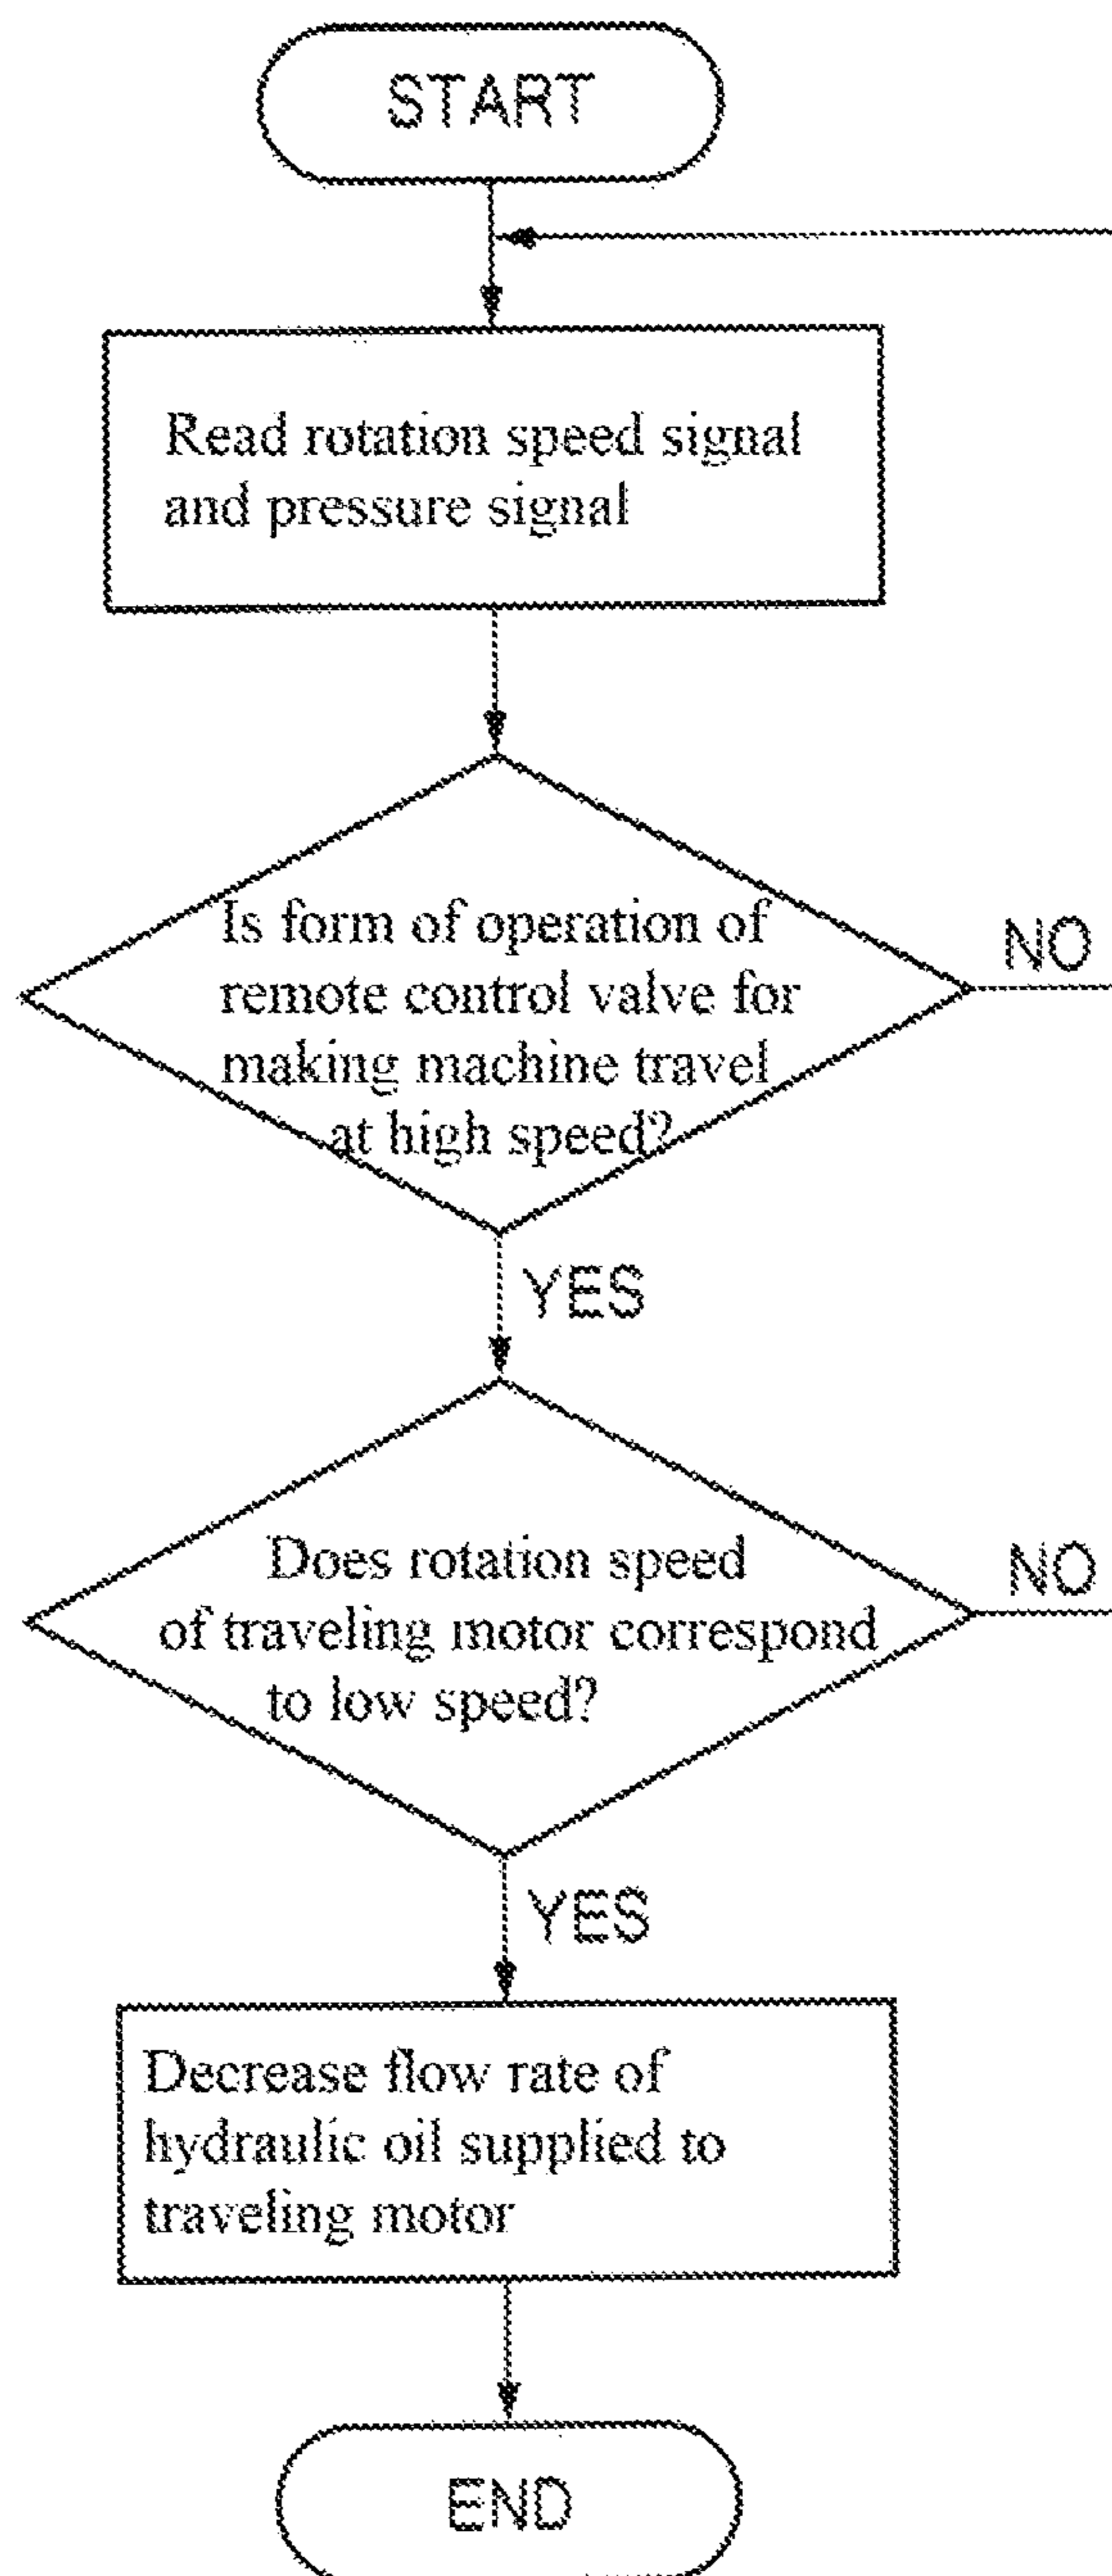 START
Read rotation speed signal
and pressure signal
Is form of operation of
remote control valve for
making machine travel
at high speed?
NO
YES
Does rotation speed
of traveling motor correspond
to low speed?
NO
YES
Decrease flow rate of
hydraulic oil supplied to
traveling motor
END